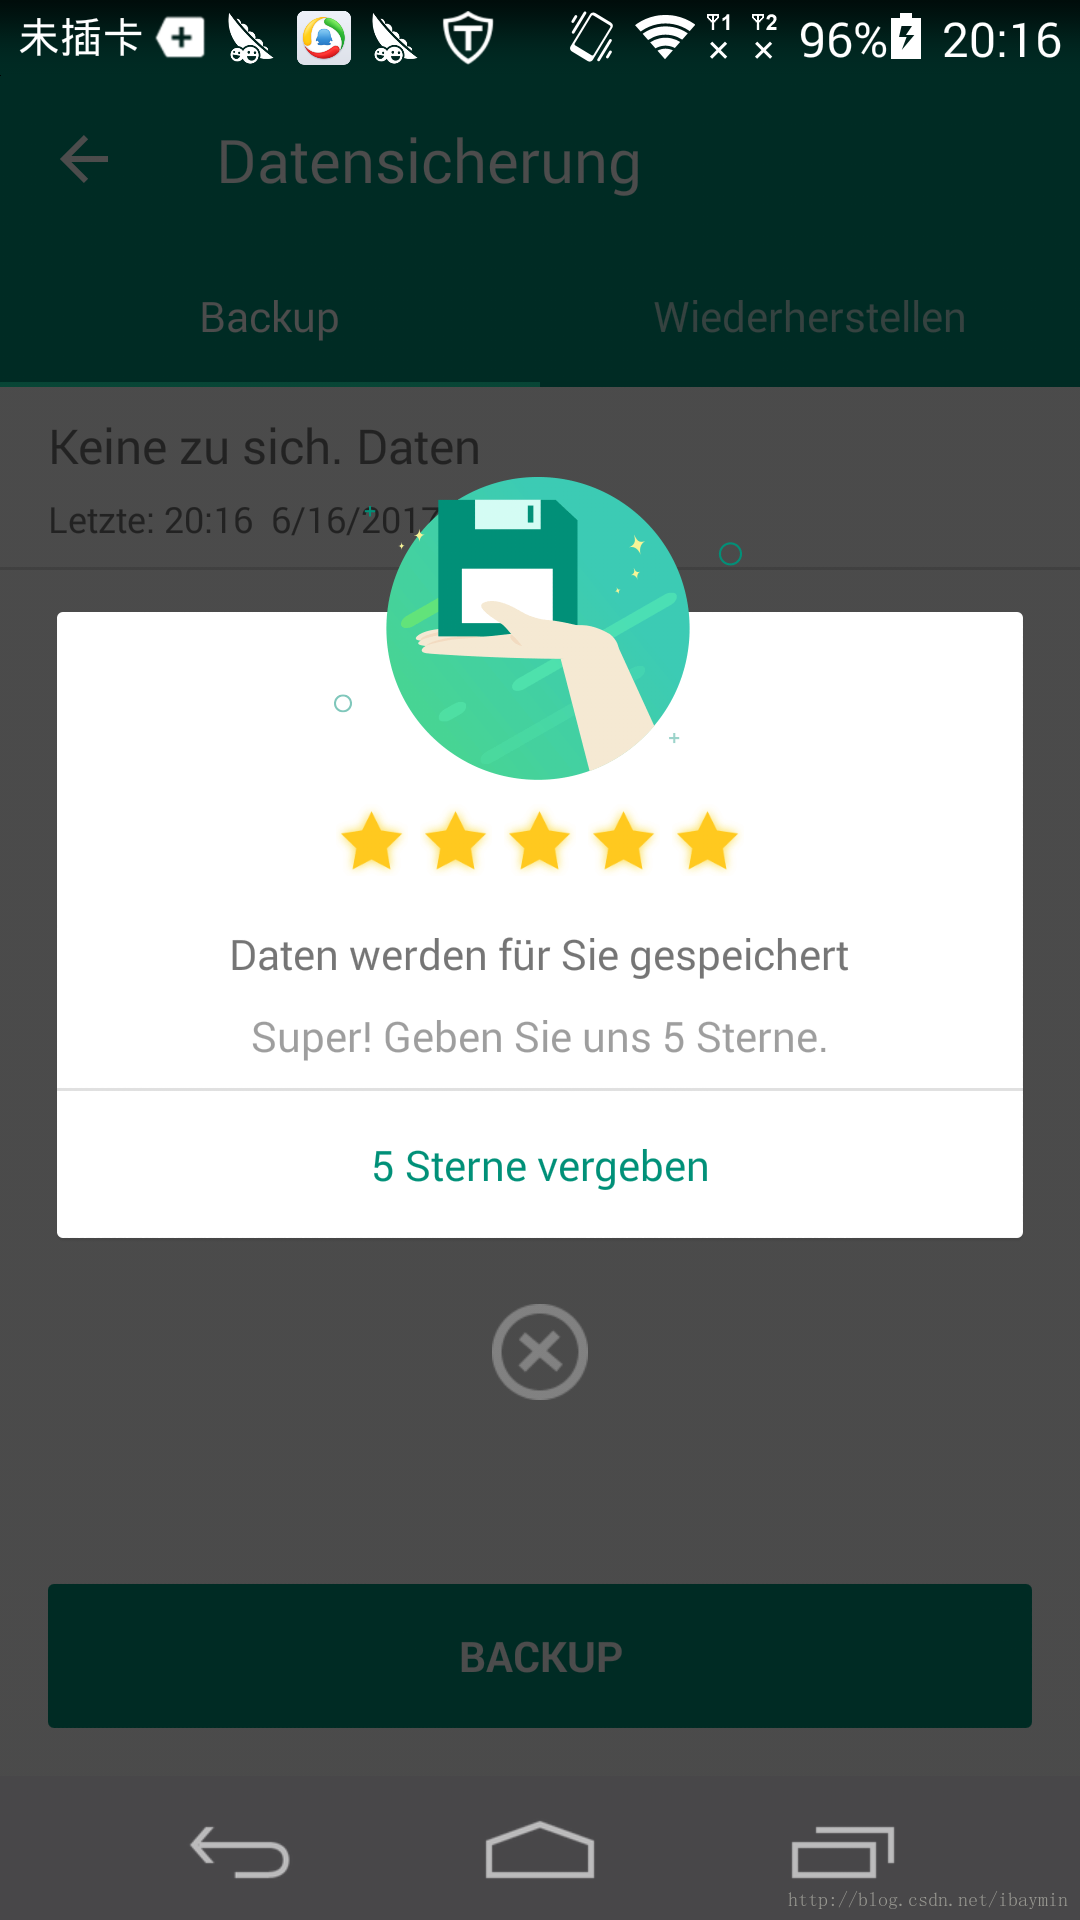 未插卡 1 2 96% 20:16
Datensicherung
Backup Wiederherstellen
Keine zu sich. Daten
Letzte: 20:16 6/16/2017
Daten werden für Sie gespeichert
Super! Geben Sie uns 5 Sterne.
5 Sterne vergeben
BACKUP
http://blog.csdn.net/ibaymin